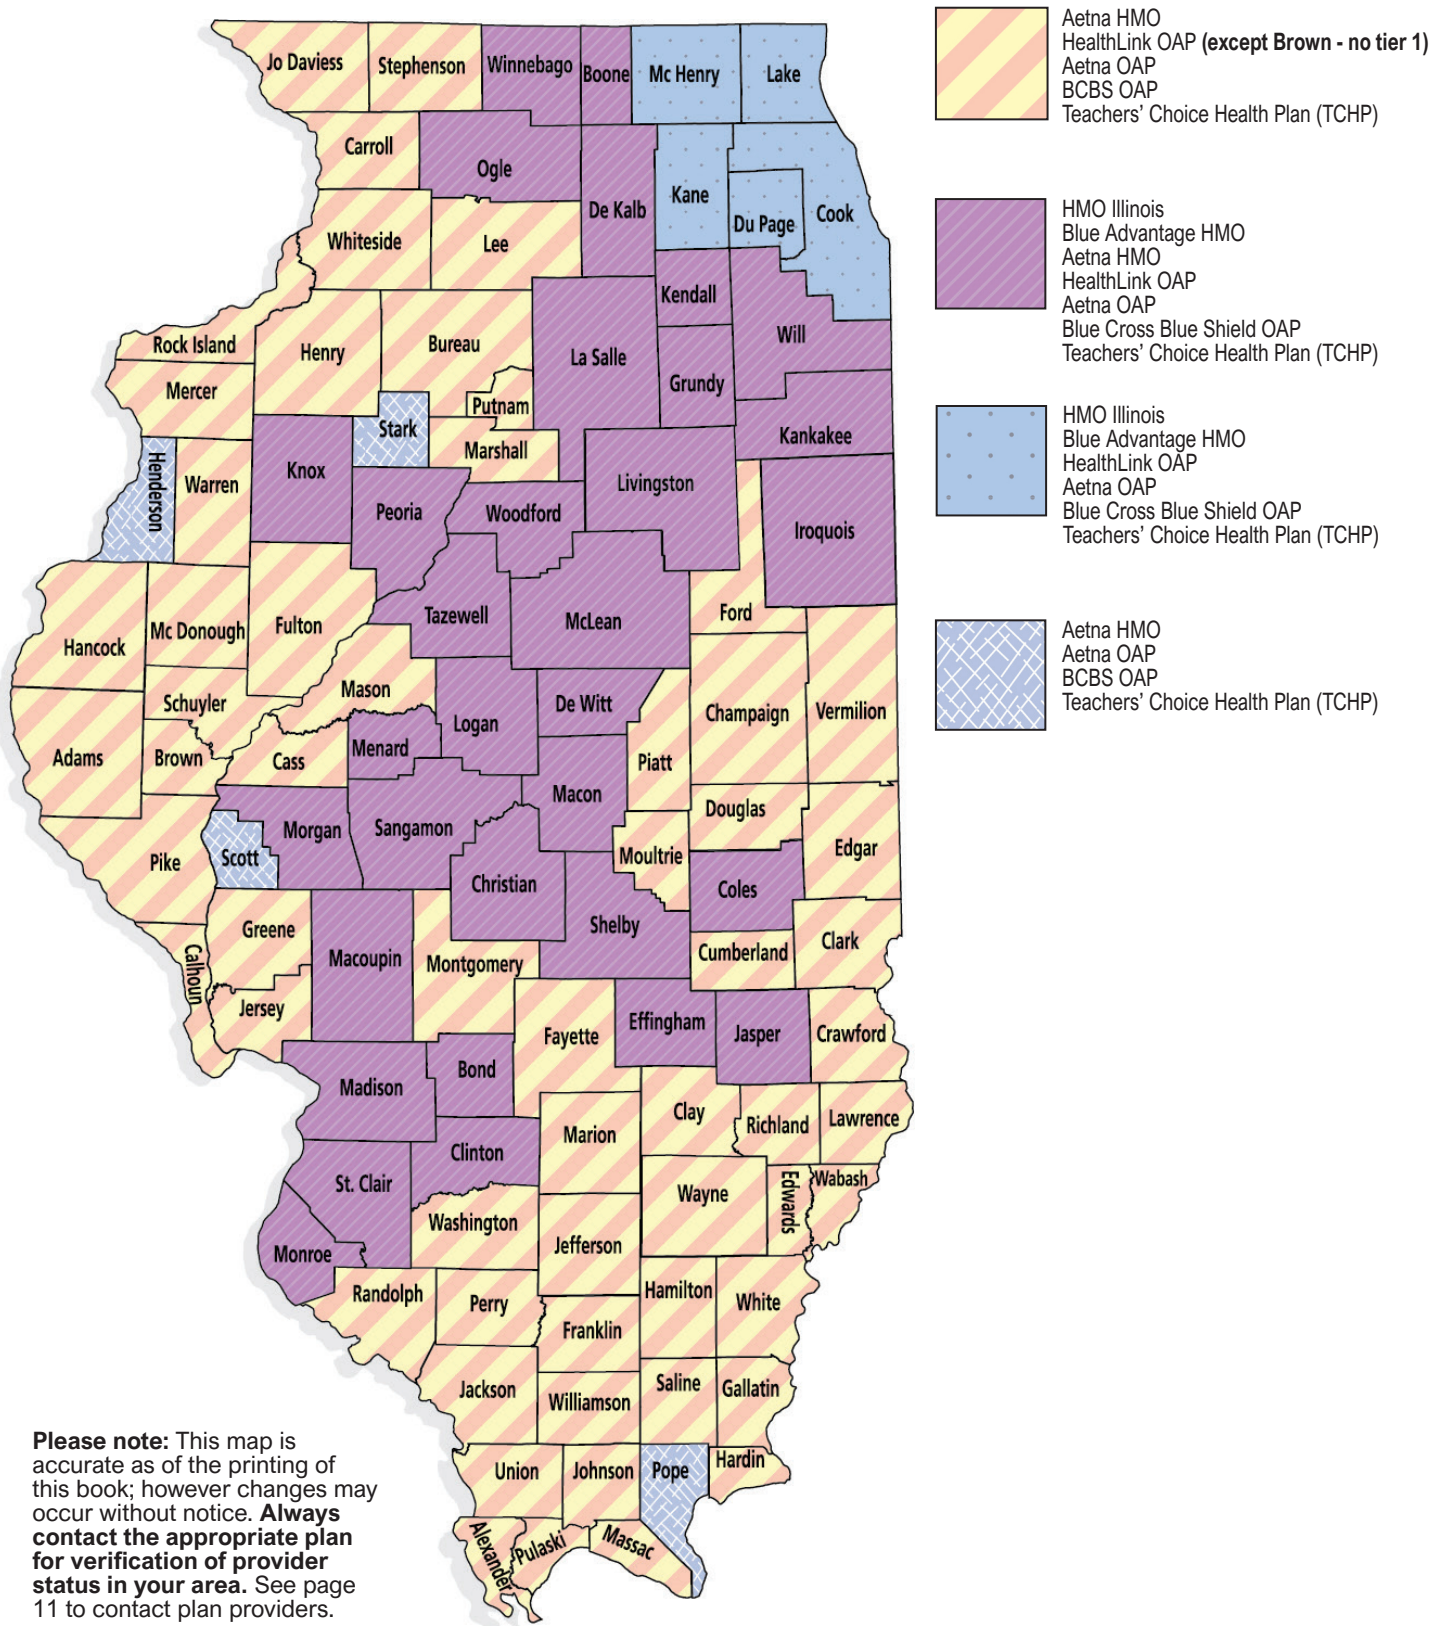 Jo Daviess
Stephenson
Winnebago
Boone
Mc Henry
Lake
Carroll
Ogle
De Kalb
Kane
Du Page
Cook
Whiteside
Lee
Kendall
Will
Rock Island
Henry
Bureau
La Salle
Grundy
Mercer
Putnam
Kankakee
Stark
Marshall
Henderson
Warren
Knox
Peoria
Woodford
Livingston
Iroquois
Hancock
Mc Donough
Fulton
Tazewell
McLean
Ford
Schuyler
Mason
Logan
De Witt
Champaign
Vermilion
Adams
Brown
Cass
Menard
Piatt
Macon
Douglas
Pike
Scott
Morgan
Sangamon
Christian
Moultrie
Edgar
Coles
Shelby
Greene
Calhoun
Macoupin
Montgomery
Cumberland
Clark
Jersey
Fayette
Effingham
Jasper
Crawford
Madison
Bond
Clay
Richland
Lawrence
Marion
Clinton
St. Clair
Wayne
Edwards
Wabash
Washington
Jefferson
Monroe
Randolph
Perry
Hamilton
White
Franklin
Jackson
Williamson
Saline
Gallatin
Union
Johnson
Pope
Hardin
Alexander
Pulaski
Massac
Aetna HMO
HealthLink OAP (except Brown - no tier 1)
Aetna OAP
BCBS OAP
Teachers’ Choice Health Plan (TCHP)
HMO Illinois
Blue Advantage HMO
Aetna HMO
HealthLink OAP
Aetna OAP
Blue Cross Blue Shield OAP
Teachers’ Choice Health Plan (TCHP)
HMO Illinois
Blue Advantage HMO
HealthLink OAP
Aetna OAP
Blue Cross Blue Shield OAP
Teachers’ Choice Health Plan (TCHP)
Aetna HMO
Aetna OAP
BCBS OAP
Teachers’ Choice Health Plan (TCHP)
Please note: This map is
accurate as of the printing of
this book; however changes may
occur without notice. Always
contact the appropriate plan
for verification of provider
status in your area. See page
11 to contact plan providers.